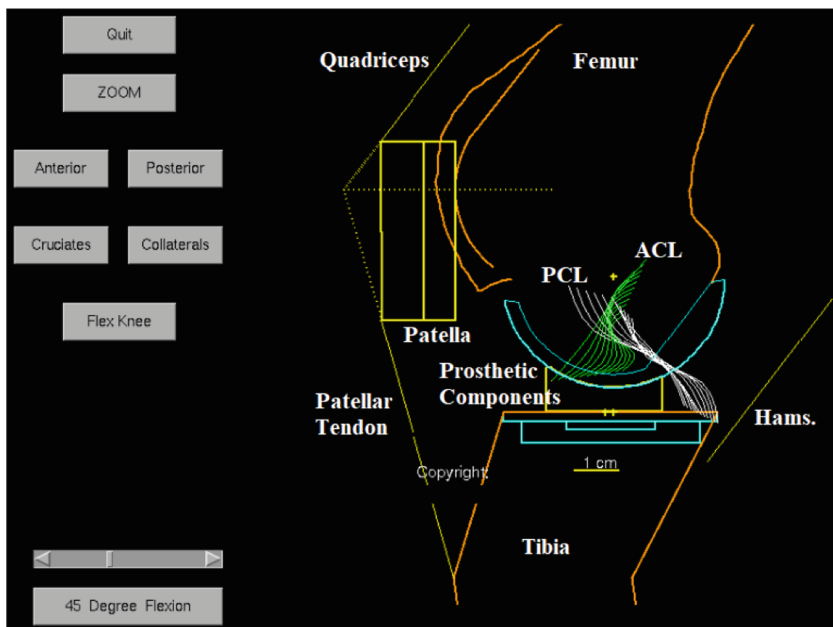 Quit
ZOOM
Anterior
Posterior
Cruciates
Collaterals
Flex Knee
45 Degree Flexion
Quadriceps
Femur
ACL
PCL
Patella
Prosthetic
Components
Patellar
Tendon
Hams.
Copyright
1 cm
Tibia